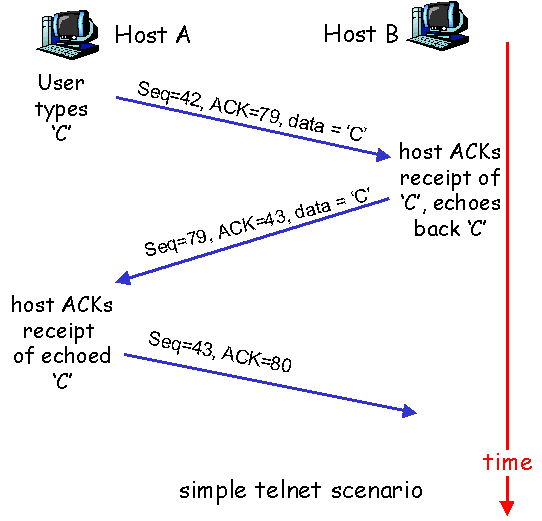 Host A
Host B
User
types
‘C’
Seq=42, ACK=79, data = ‘C’
host ACKs
receipt of
‘C’, echoes
back ‘C’
Seq=79, ACK=43, data = ‘C’
host ACKs
receipt
of echoed
‘C’
Seq=43, ACK=80
time
simple telnet scenario